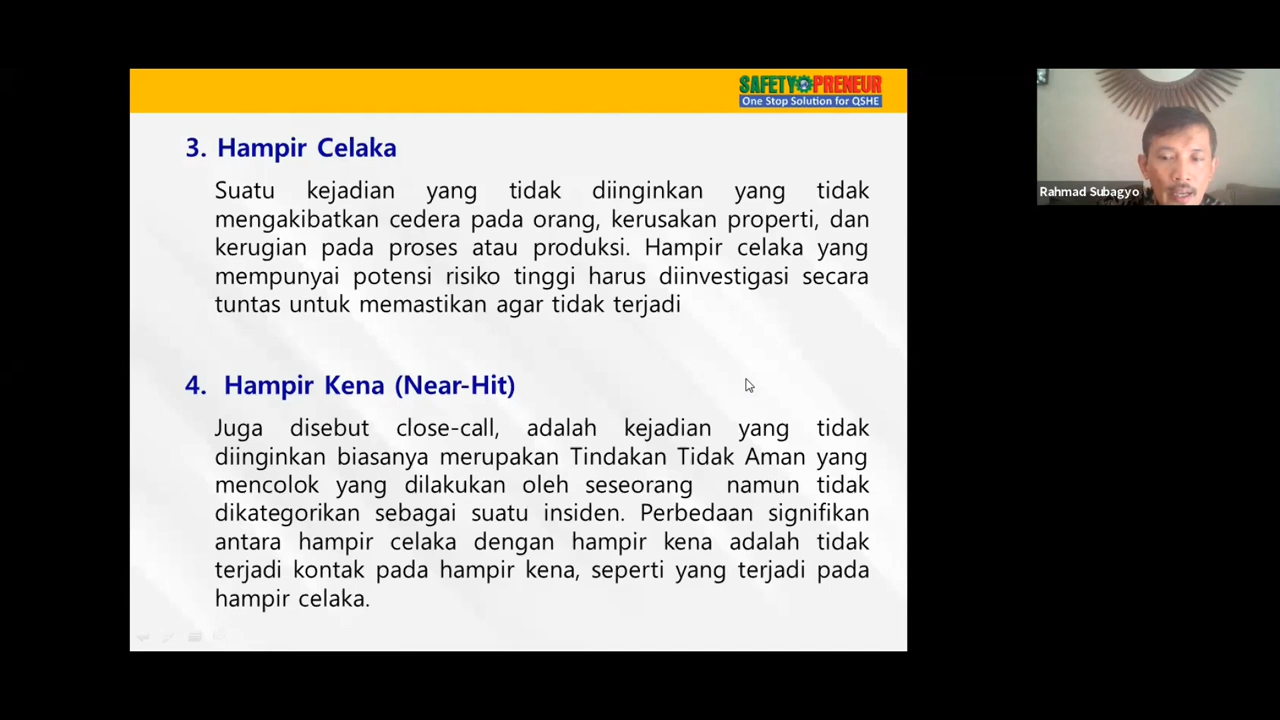 SAFETYPRENEUR
One Stop Solution for QSHE
3. Hampir Celaka
Suatu kejadian yang tidak diinginkan yang tidak
mengakibatkan cedera pada orang, kerusakan properti, dan
kerugian pada proses atau produksi. Hampir celaka yang
mempunyai potensi risiko tinggi harus diinvestigasi secara
tuntas untuk memastikan agar tidak terjadi
4. Hampir Kena (Near-Hit)
Juga disebut close-call, adalah kejadian yang tidak
diinginkan biasanya merupakan Tindakan Tidak Aman yang
mencolok yang dilakukan oleh seseorang namun tidak
dikategorikan sebagai suatu insiden. Perbedaan signifikan
antara hampir celaka dengan hampir kena adalah tidak
terjadi kontak pada hampir kena, seperti yang terjadi pada
hampir celaka.
Rahmad Subagyo